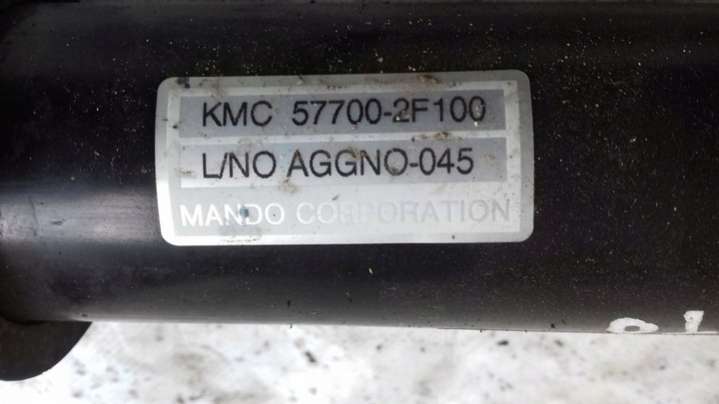 KMC 57700-2F100
L/NO AGGNO-045
MANDO CORPORATION